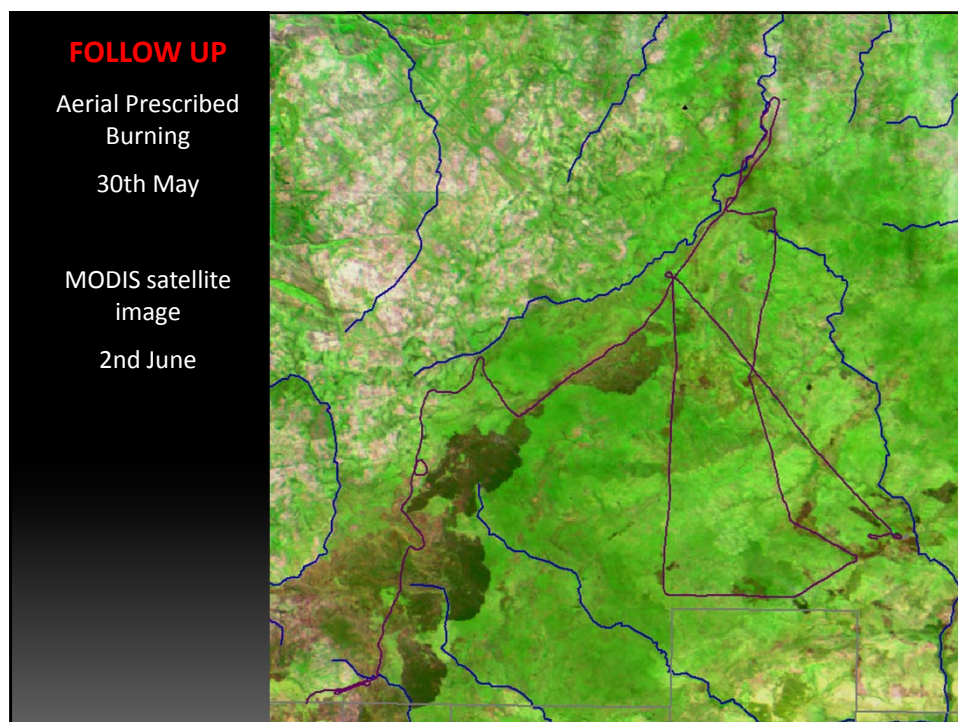 FOLLOW UP
Aerial Prescribed
Burning
30th May
MODIS satellite
image
2nd June